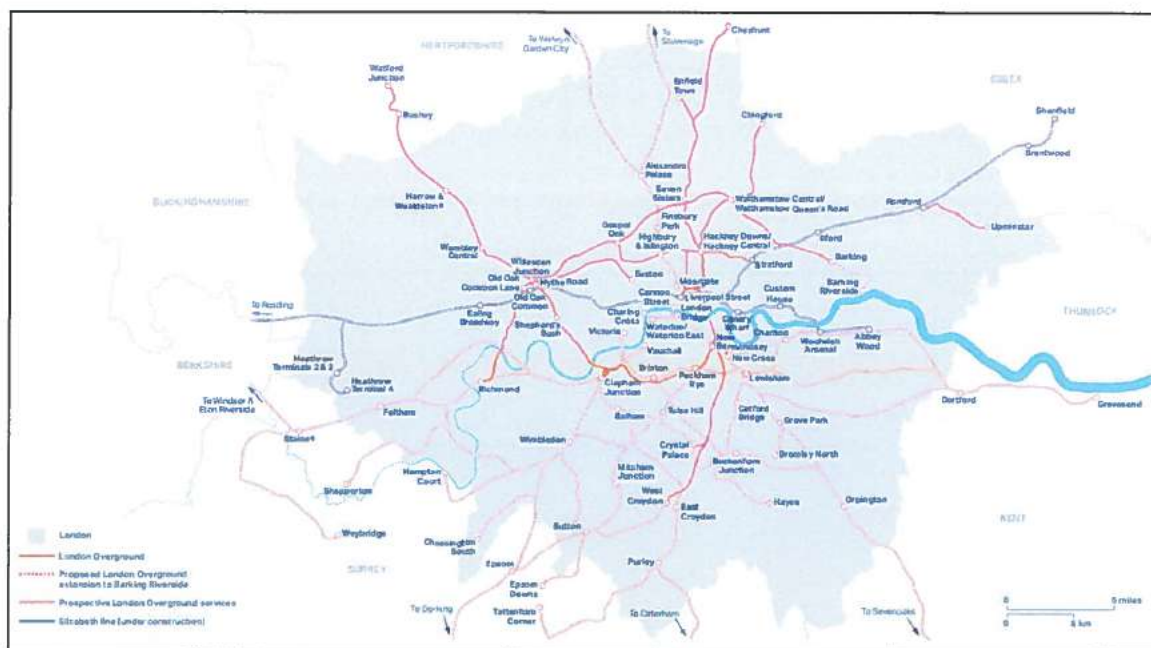 HERTFORDSHIRE
To Welwyn
Garden City
To
Stevenage
Cheshunt
ESSEX
Watford
Junction
Bushey
Enfield
Town
Chingford
Shenfield
Brentwood
Alexandra
Palace
BUCKINGHAMSHIRE
Harrow &
Wealdstone
Seven
Sisters
Walthamstow Central/
Walthamstow Queen's Road
Romford
Finsbury
Park
Gospel
Oak
Highbury
& Islington
Hackney Downs/
Hackney Central
Ilford
Upminster
Wembley
Central
Willesden
Junction
Stratford
Barking
Old Oak
Common Lane
Hythe Road
Euston
Moorgate
Barking
Riverside
Old Oak
Common
Cannon
Street
Liverpool Street
Custom
House
To Reading
Ealing
Broadway
Charing
Cross
London
Bridge
Canary
Wharf
THURROCK
Shepherd's
Bush
Victoria
Waterloo/
Waterloo East
Charlton
Woolwich
Arsenal
Abbey
Wood
New
Bermondsey
BERKSHIRE
Heathrow
Terminals 2 & 3
Vauxhall
New Cross
Heathrow
Terminal 4
Richmond
Brixton
Clapham
Junction
Peckham
Rye
Lewisham
Dartford
Gravesend
To Windsor &
Eton Riverside
Feltham
Balham
Tulse Hill
Catford
Bridge
Grove Park
Staines
Wimbledon
Crystal
Palace
Beckenham
Junction
Bromley North
Hampton
Court
Mitcham
Junction
Shepperton
West
Croydon
East
Croydon
Hayes
Orpington
KENT
Weybridge
Chessington
South
Sutton
SURREY
Epsom
Purley
Epsom
Downs
To Dorking
Tattenham
Corner
To Caterham
To Sevenoaks
London
London Overground
Proposed London Overground
extension to Barking Riverside
Prospective London Overground services
Elizabeth line (under construction)
0 5 miles
0 8 km